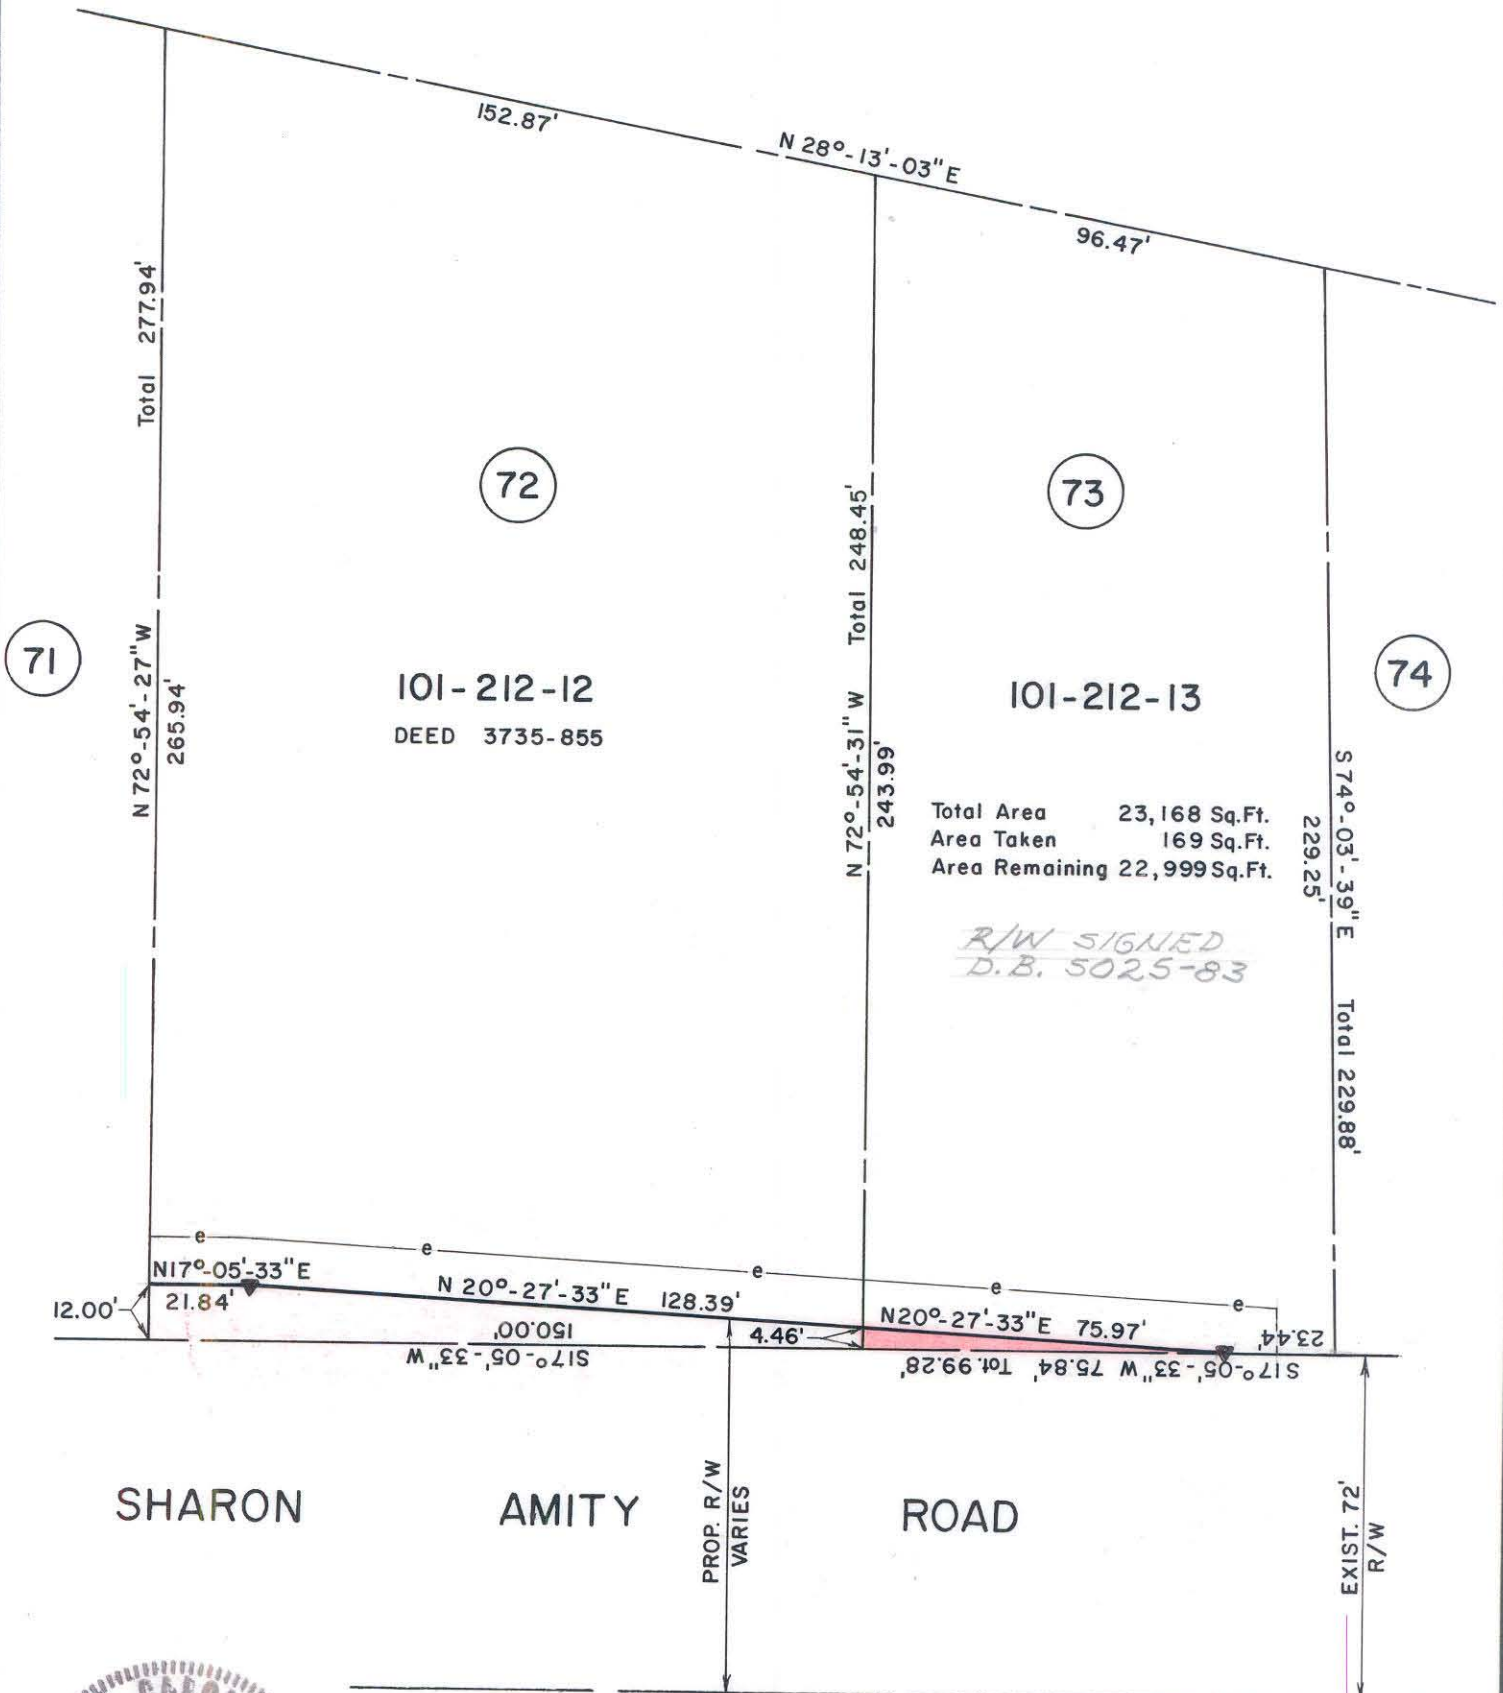 152.87'
N 28°-13'-03" E
96.47'
Total 277.94'
72
73
Total 248.45'
71
N 72°-54'-27" W
265.94'
101-212-12
DEED 3735-855
101-212-13
74
N 72°-54'-31" W
243.99'
Total Area 23,168 Sq.Ft.
Area Taken 169 Sq.Ft.
Area Remaining 22,999 Sq.Ft.
S 74°-03'-39" E
229.25'
Total 229.88'
R/W SIGNED
D.B. 5025-83
e e e e e
N17°-05'-33" E
21.84'
12.00'
N 20°-27'-33" E 128.39'
150.00'
S17°-05'-33" W
4.46'
N20°-27'-33" E 75.97'
23.44'
S17°-05'-33" W 75.84' Tot. 99.28'
SHARON AMITY ROAD
PROP. R/W
VARIES
EXIST. 72'
R/W